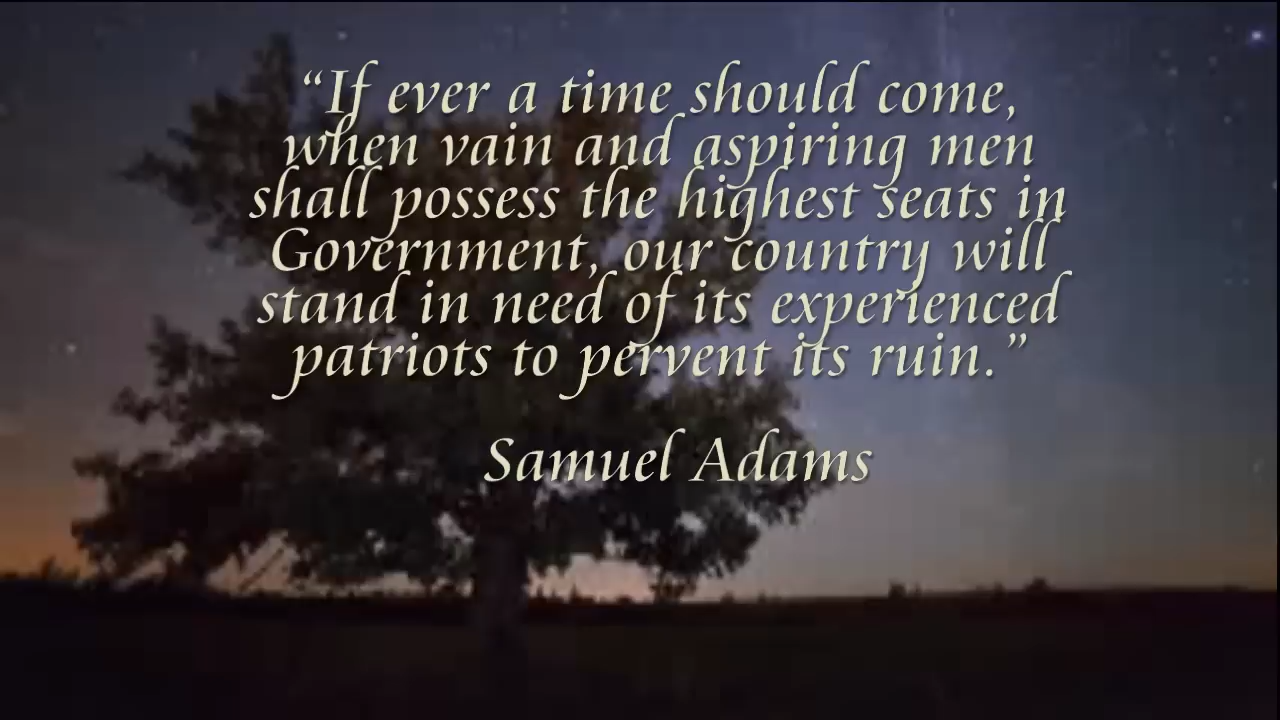 “If ever a time should come,
when vain and aspiring men
shall possess the highest seats in
Government, our country will
stand in need of its experienced
patriots to pervent its ruin.”
Samuel Adams